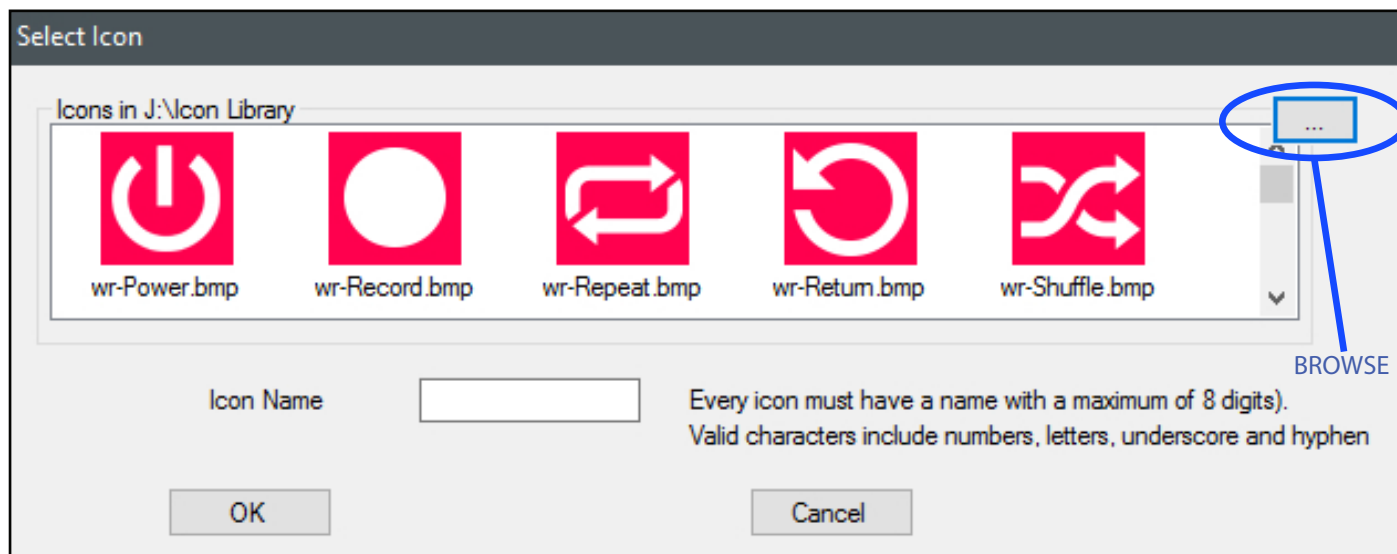 Select Icon
Icons in J:\Icon Library
...
wr-Power.bmp wr-Record.bmp wr-Repeat.bmp wr-Return.bmp wr-Shuffle.bmp
BROWSE
Icon Name
Every icon must have a name with a maximum of 8 digits).
Valid characters include numbers, letters, underscore and hyphen
OK Cancel